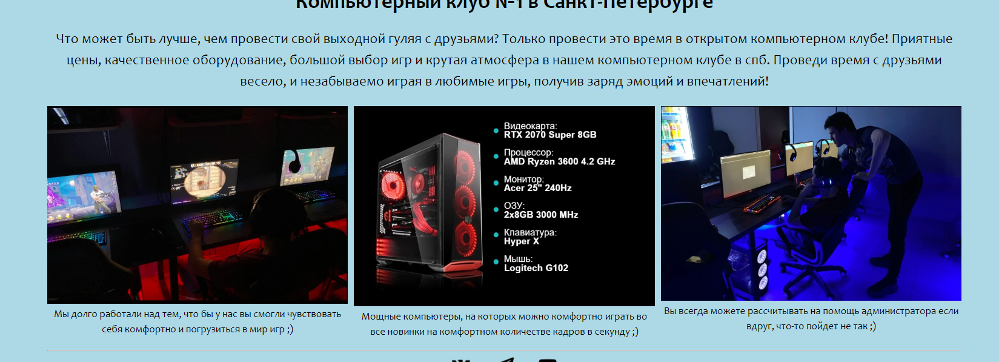 Компьютерный клуб №1 в Санкт-Петербурге
Что может быть лучше, чем провести свой выходной гуляя с друзьями? Только провести это время в открытом компьютерном клубе! Приятные
цены, качественное оборудование, большой выбор игр и крутая атмосфера в нашем компьютерном клубе в спб. Проведи время с друзьями
весело, и незабываемо играя в любимые игры, получив заряд эмоций и впечатлений!
Видеокарта:
RTX 2070 Super 8GB
Процессор:
AMD Ryzen 3600 4.2 GHz
Монитор:
Acer 25" 240Hz
ОЗУ:
2x8GB 3000 MHz
Клавиатура:
Hyper X
Мышь:
Logitech G102
Мы долго работали над тем, что бы у нас вы смогли чувствовать
себя комфортно и погрузиться в мир игр ;)
Мощные компьютеры, на которых можно комфортно играть во
все новинки на комфортном количестве кадров в секунду ;)
Вы всегда можете рассчитывать на помощь администратора если
вдруг, что-то пойдет не так ;)